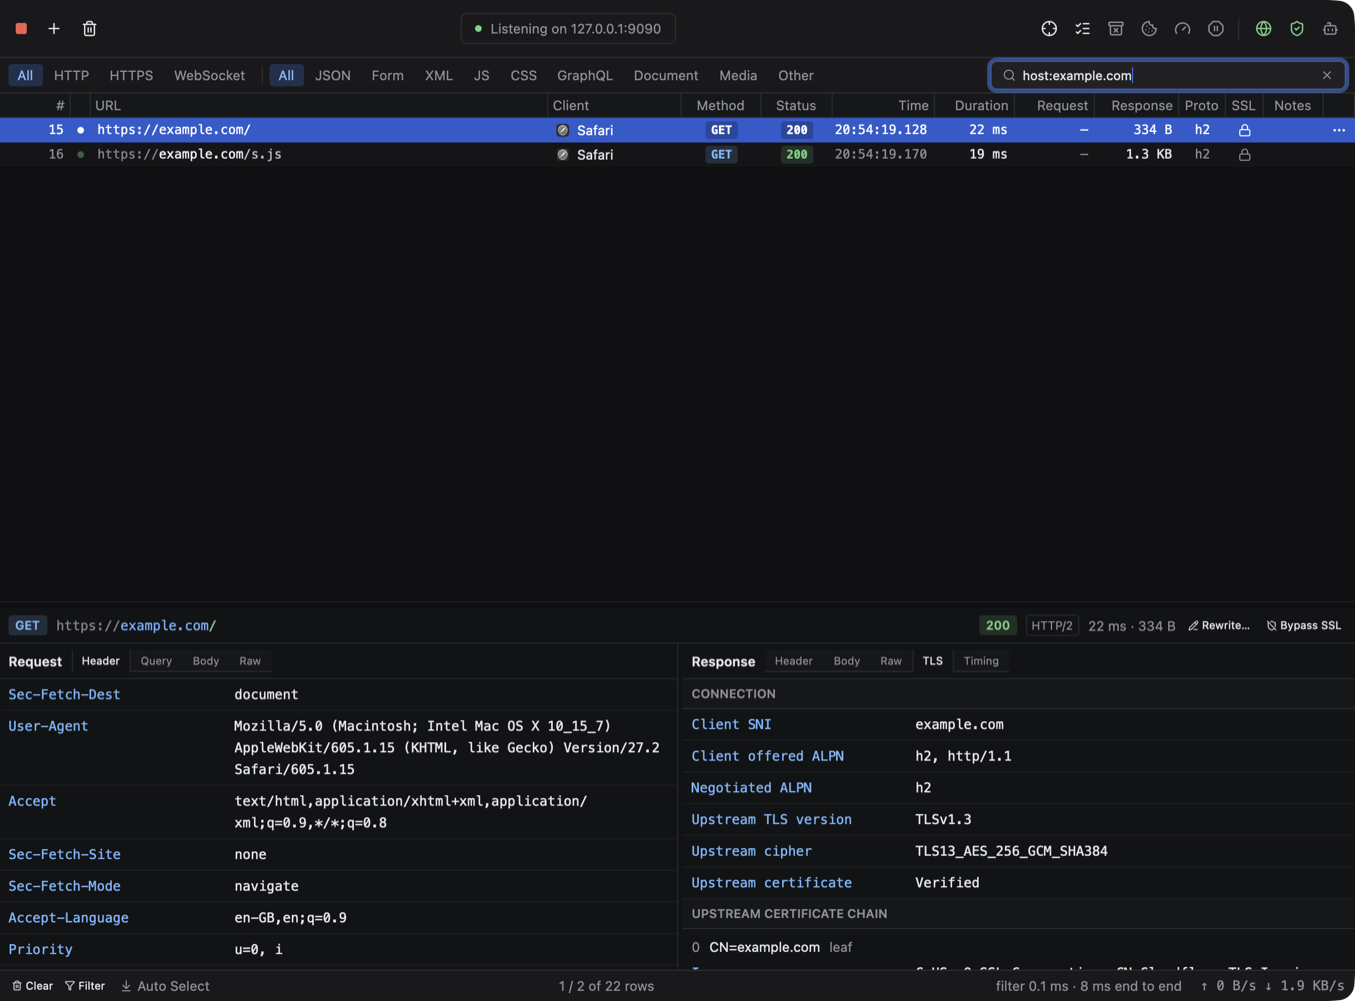 Listening on 127.0.0.1:9090
All HTTP HTTPS WebSocket All JSON Form XML JS CSS GraphQL Document Media Other host:example.com
# URL Client Method Status Time Duration Request Response Proto SSL Notes
15 https://example.com/ Safari GET 200 20:54:19.128 22 ms – 334 B h2
16 https://example.com/s.js Safari GET 200 20:54:19.170 19 ms – 1.3 KB h2
GET https://example.com/ 200 HTTP/2 22 ms · 334 B Rewrite... Bypass SSL
Request Header Query Body Raw
Sec-Fetch-Dest document
User-Agent Mozilla/5.0 (Macintosh; Intel Mac OS X 10_15_7)
AppleWebKit/605.1.15 (KHTML, like Gecko) Version/27.2
Safari/605.1.15
Accept text/html,application/xhtml+xml,application/
xml;q=0.9,*/*;q=0.8
Sec-Fetch-Site none
Sec-Fetch-Mode navigate
Accept-Language en-GB,en;q=0.9
Priority u=0, i
Response Header Body Raw TLS Timing
CONNECTION
Client SNI example.com
Client offered ALPN h2, http/1.1
Negotiated ALPN h2
Upstream TLS version TLSv1.3
Upstream cipher TLS13_AES_256_GCM_SHA384
Upstream certificate Verified
UPSTREAM CERTIFICATE CHAIN
0 CN=example.com leaf
Clear Filter Auto Select 1 / 2 of 22 rows filter 0.1 ms · 8 ms end to end ↑ 0 B/s ↓ 1.9 KB/s